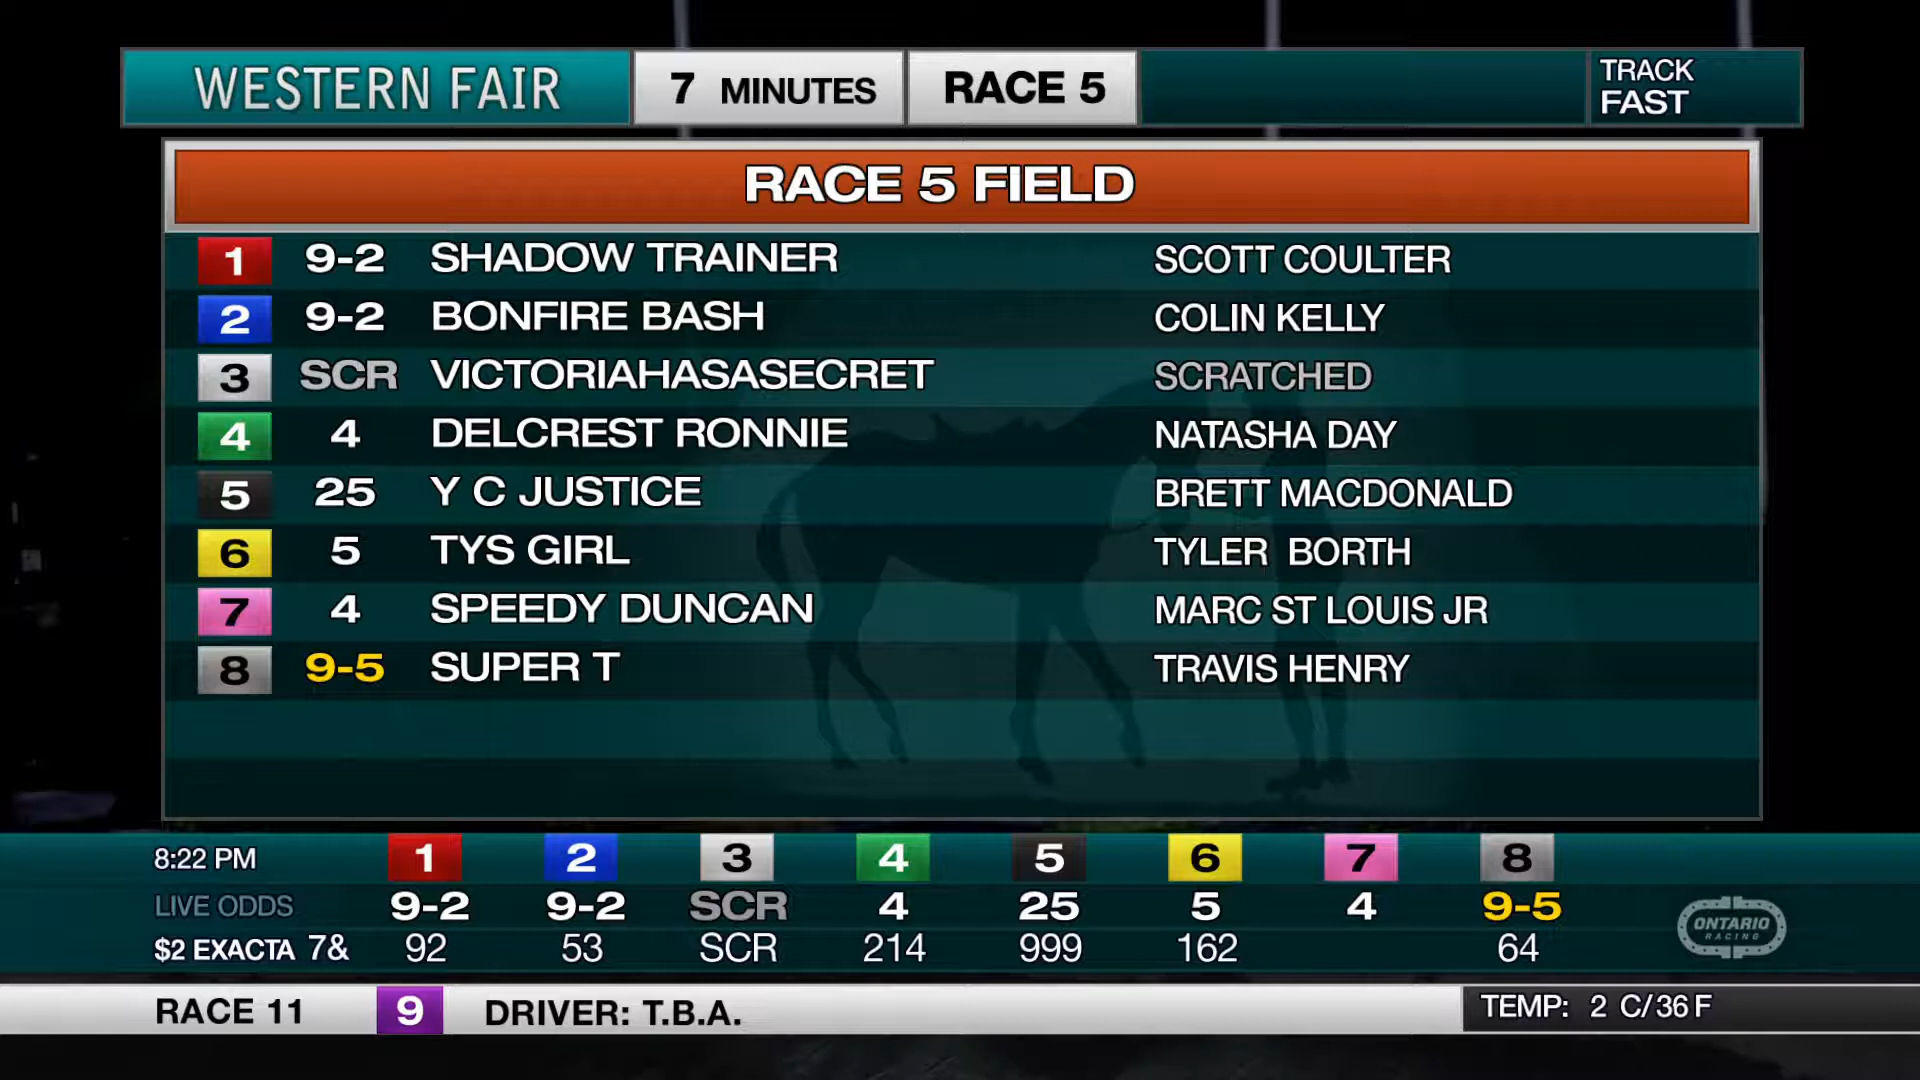 WESTERN FAIR 7 MINUTES RACE 5 TRACK FAST
RACE 5 FIELD
1 9-2 SHADOW TRAINER SCOTT COULTER
2 9-2 BONFIRE BASH COLIN KELLY
3 SCR VICTORIAHASASECRET SCRATCHED
4 4 DELCREST RONNIE NATASHA DAY
5 25 Y C JUSTICE BRETT MACDONALD
6 5 TYS GIRL TYLER BORTH
7 4 SPEEDY DUNCAN MARC ST LOUIS JR
8 9-5 SUPER T TRAVIS HENRY
8:22 PM 1 2 3 4 5 6 7 8
LIVE ODDS 9-2 9-2 SCR 4 25 5 4 9-5
$2 EXACTA 7& 92 53 SCR 214 999 162 64
ONTARIO
RACING
RACE 11 9 DRIVER: T.B.A. TEMP: 2 C/36 F